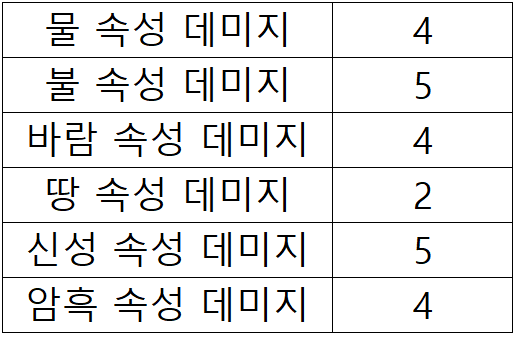 물 속성 데미지 4
불 속성 데미지 5
바람 속성 데미지 4
땅 속성 데미지 2
신성 속성 데미지 5
암흑 속성 데미지 4